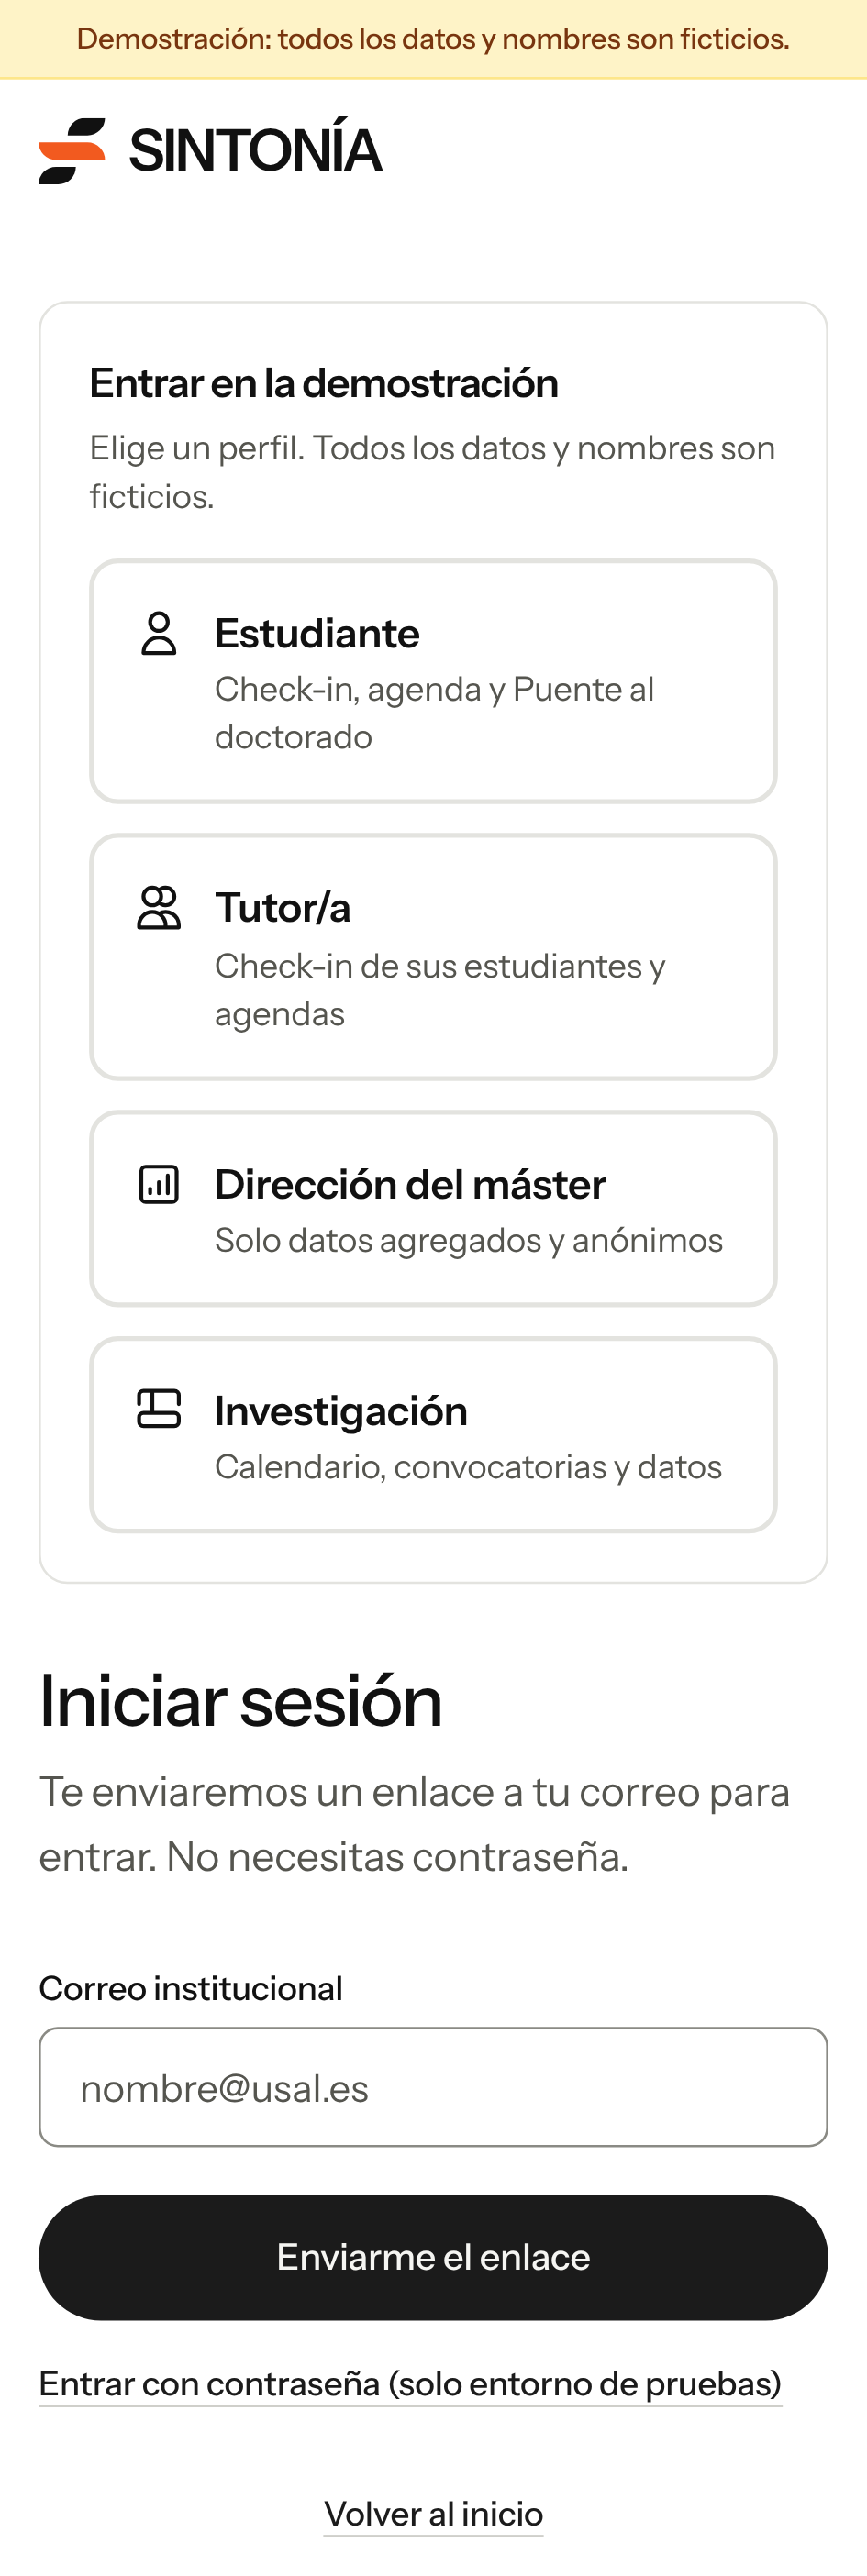 Demostración: todos los datos y nombres son ficticios.
SINTONÍA
Entrar en la demostración
Elige un perfil. Todos los datos y nombres son
ficticios.
Estudiante
Check-in, agenda y Puente al
doctorado
Tutor/a
Check-in de sus estudiantes y
agendas
Dirección del máster
Solo datos agregados y anónimos
Investigación
Calendario, convocatorias y datos
Iniciar sesión
Te enviaremos un enlace a tu correo para
entrar. No necesitas contraseña.
Correo institucional
nombre@usal.es
Enviarme el enlace
Entrar con contraseña (solo entorno de pruebas)
Volver al inicio